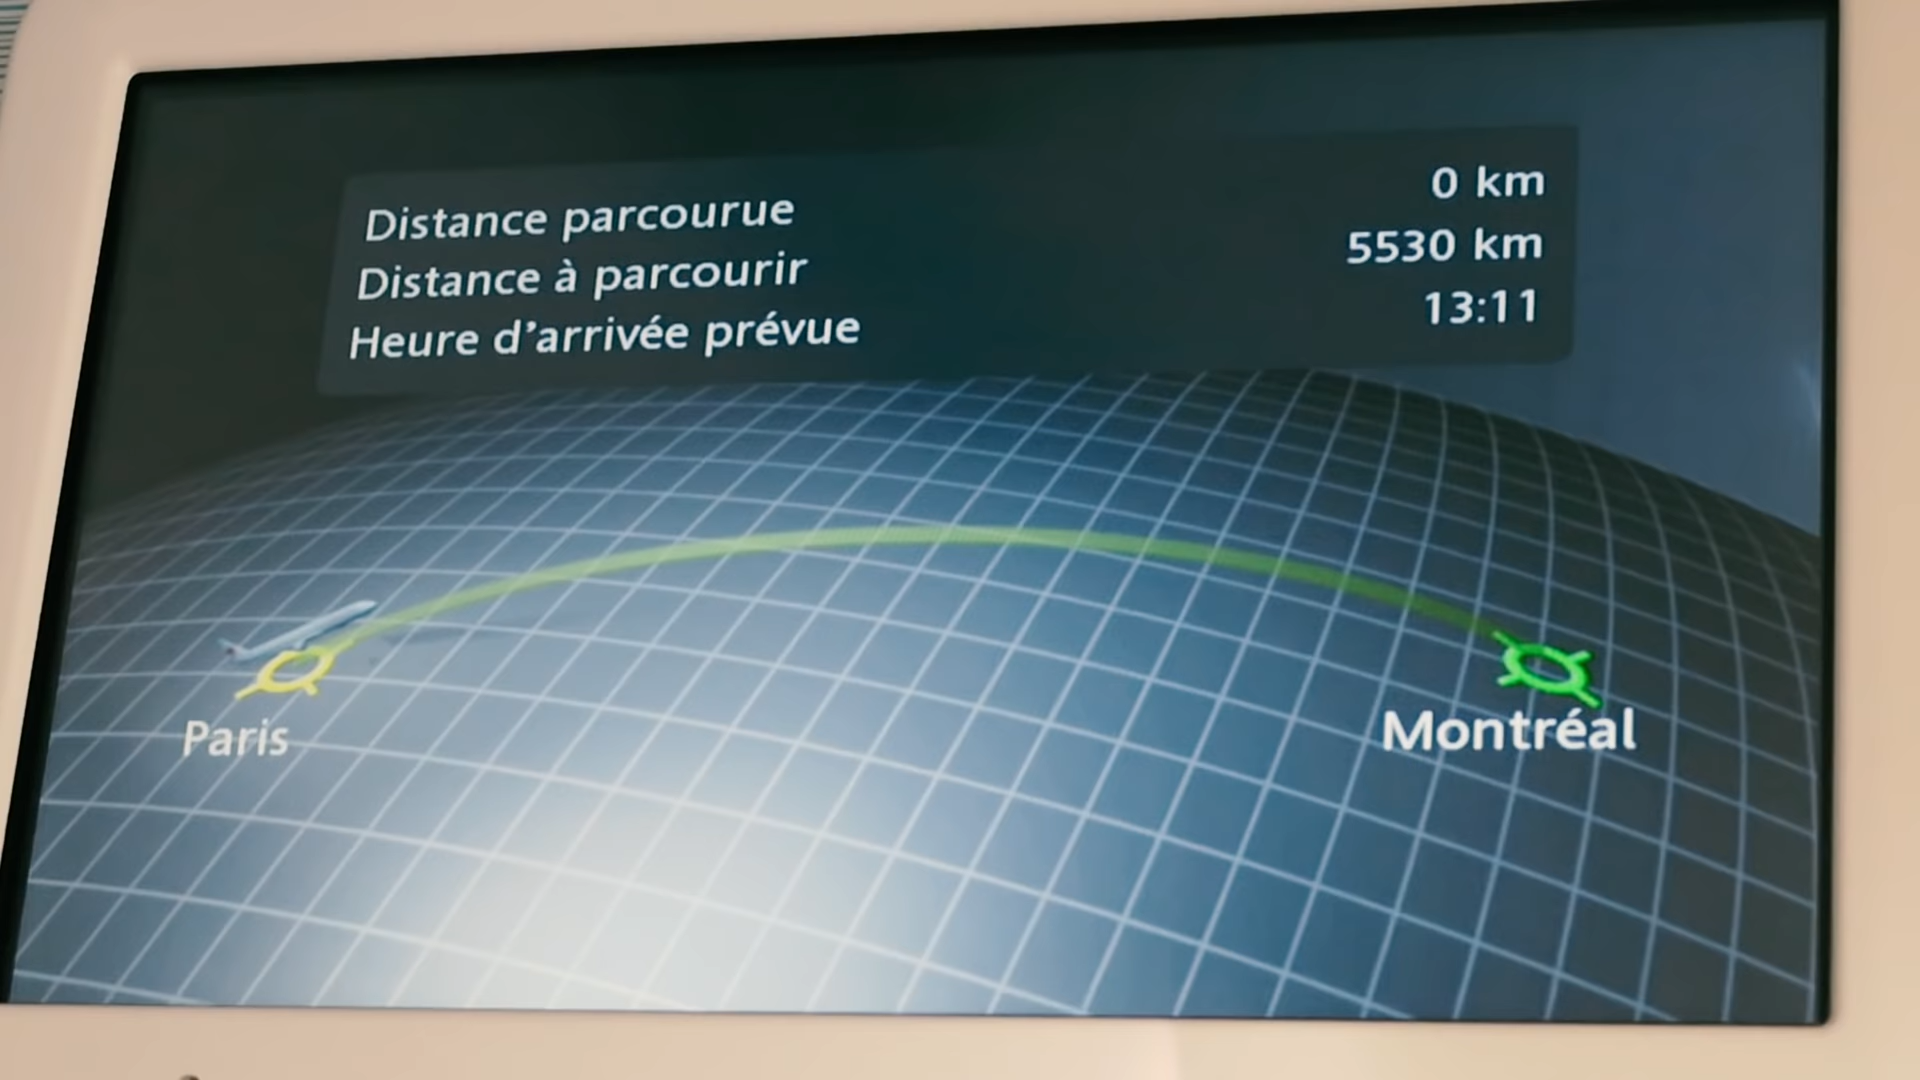 Distance parcourue 0 km
Distance à parcourir 5530 km
Heure d'arrivée prévue 13:11
Paris
Montréal